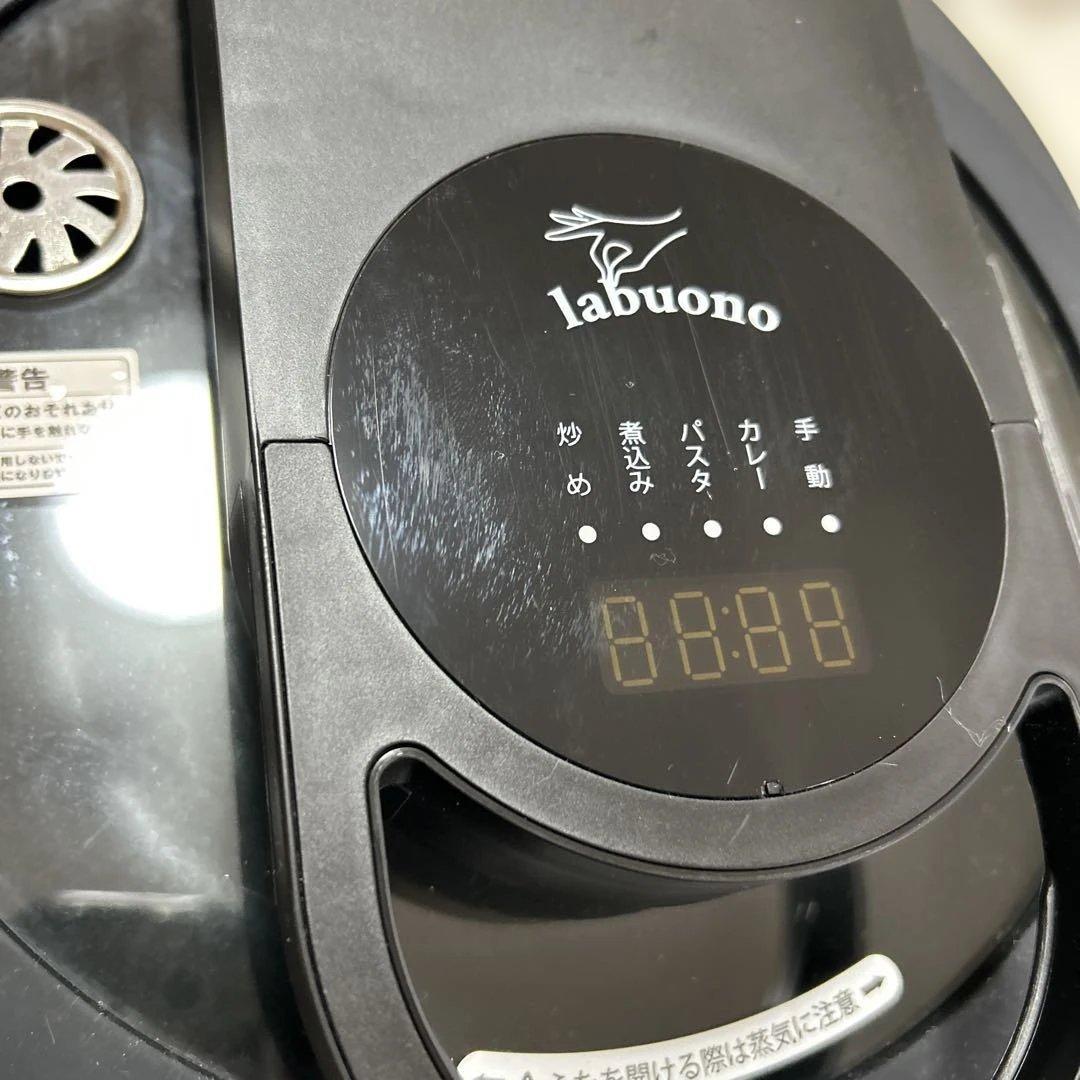 labuono
炒め
煮込み
パスタ
カレー
手動
88:88
警告
のおそれあり
に手を触れ
用しない
になりお
ふたを開ける際は蒸気に注意